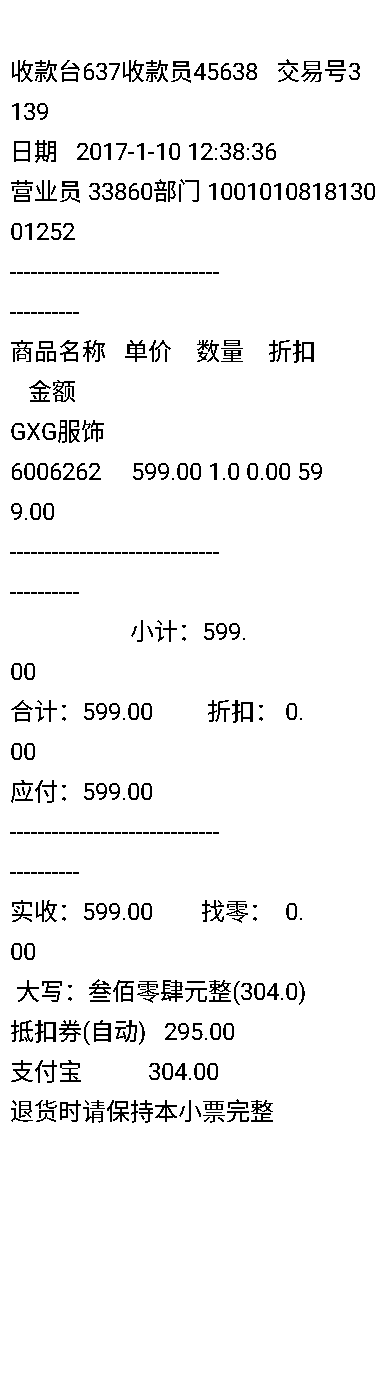 收款台637收款员45638 交易号3
139
日期 2017-1-10 12:38:36
营业员 33860部门 1001010818130
01252
------------------------------
----------
商品名称 单价 数量 折扣
金额
GXG服饰
6006262 599.00 1.0 0.00 59
9.00
------------------------------
----------
小计：599.
00
合计：599.00 折扣： 0.
00
应付：599.00
------------------------------
----------
实收：599.00 找零： 0.
00
大写：叁佰零肆元整(304.0)
抵扣券(自动) 295.00
支付宝 304.00
退货时请保持本小票完整